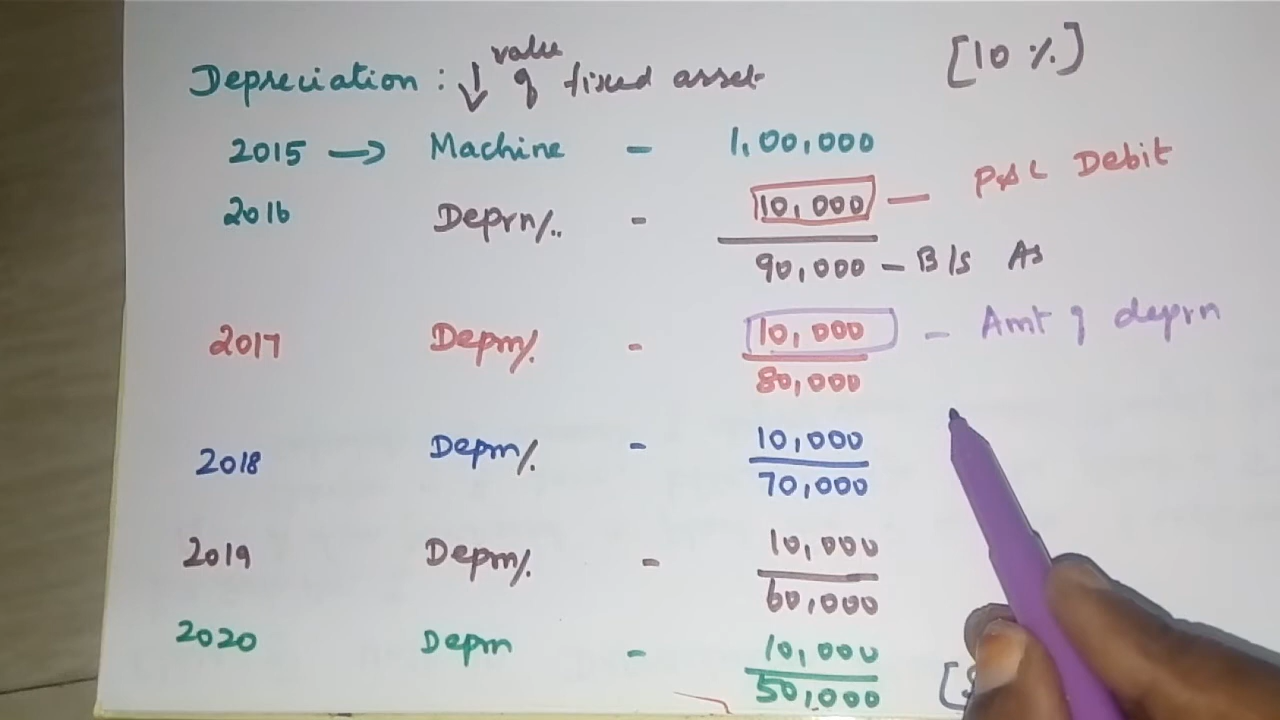 Depreciation : ↓ value of fixed asset [10 %]
2015 → Machine - 1,00,000
2016 Deprn/.. - 10,000 — P&L Debit
90,000 - B/s As
2017 Deprn/. - 10,000 - Amt of deprn
80,000
2018 Deprn/. - 10,000
70,000
2019 Deprn/. - 10,000
60,000
2020 Deprn - 10,000
50,000